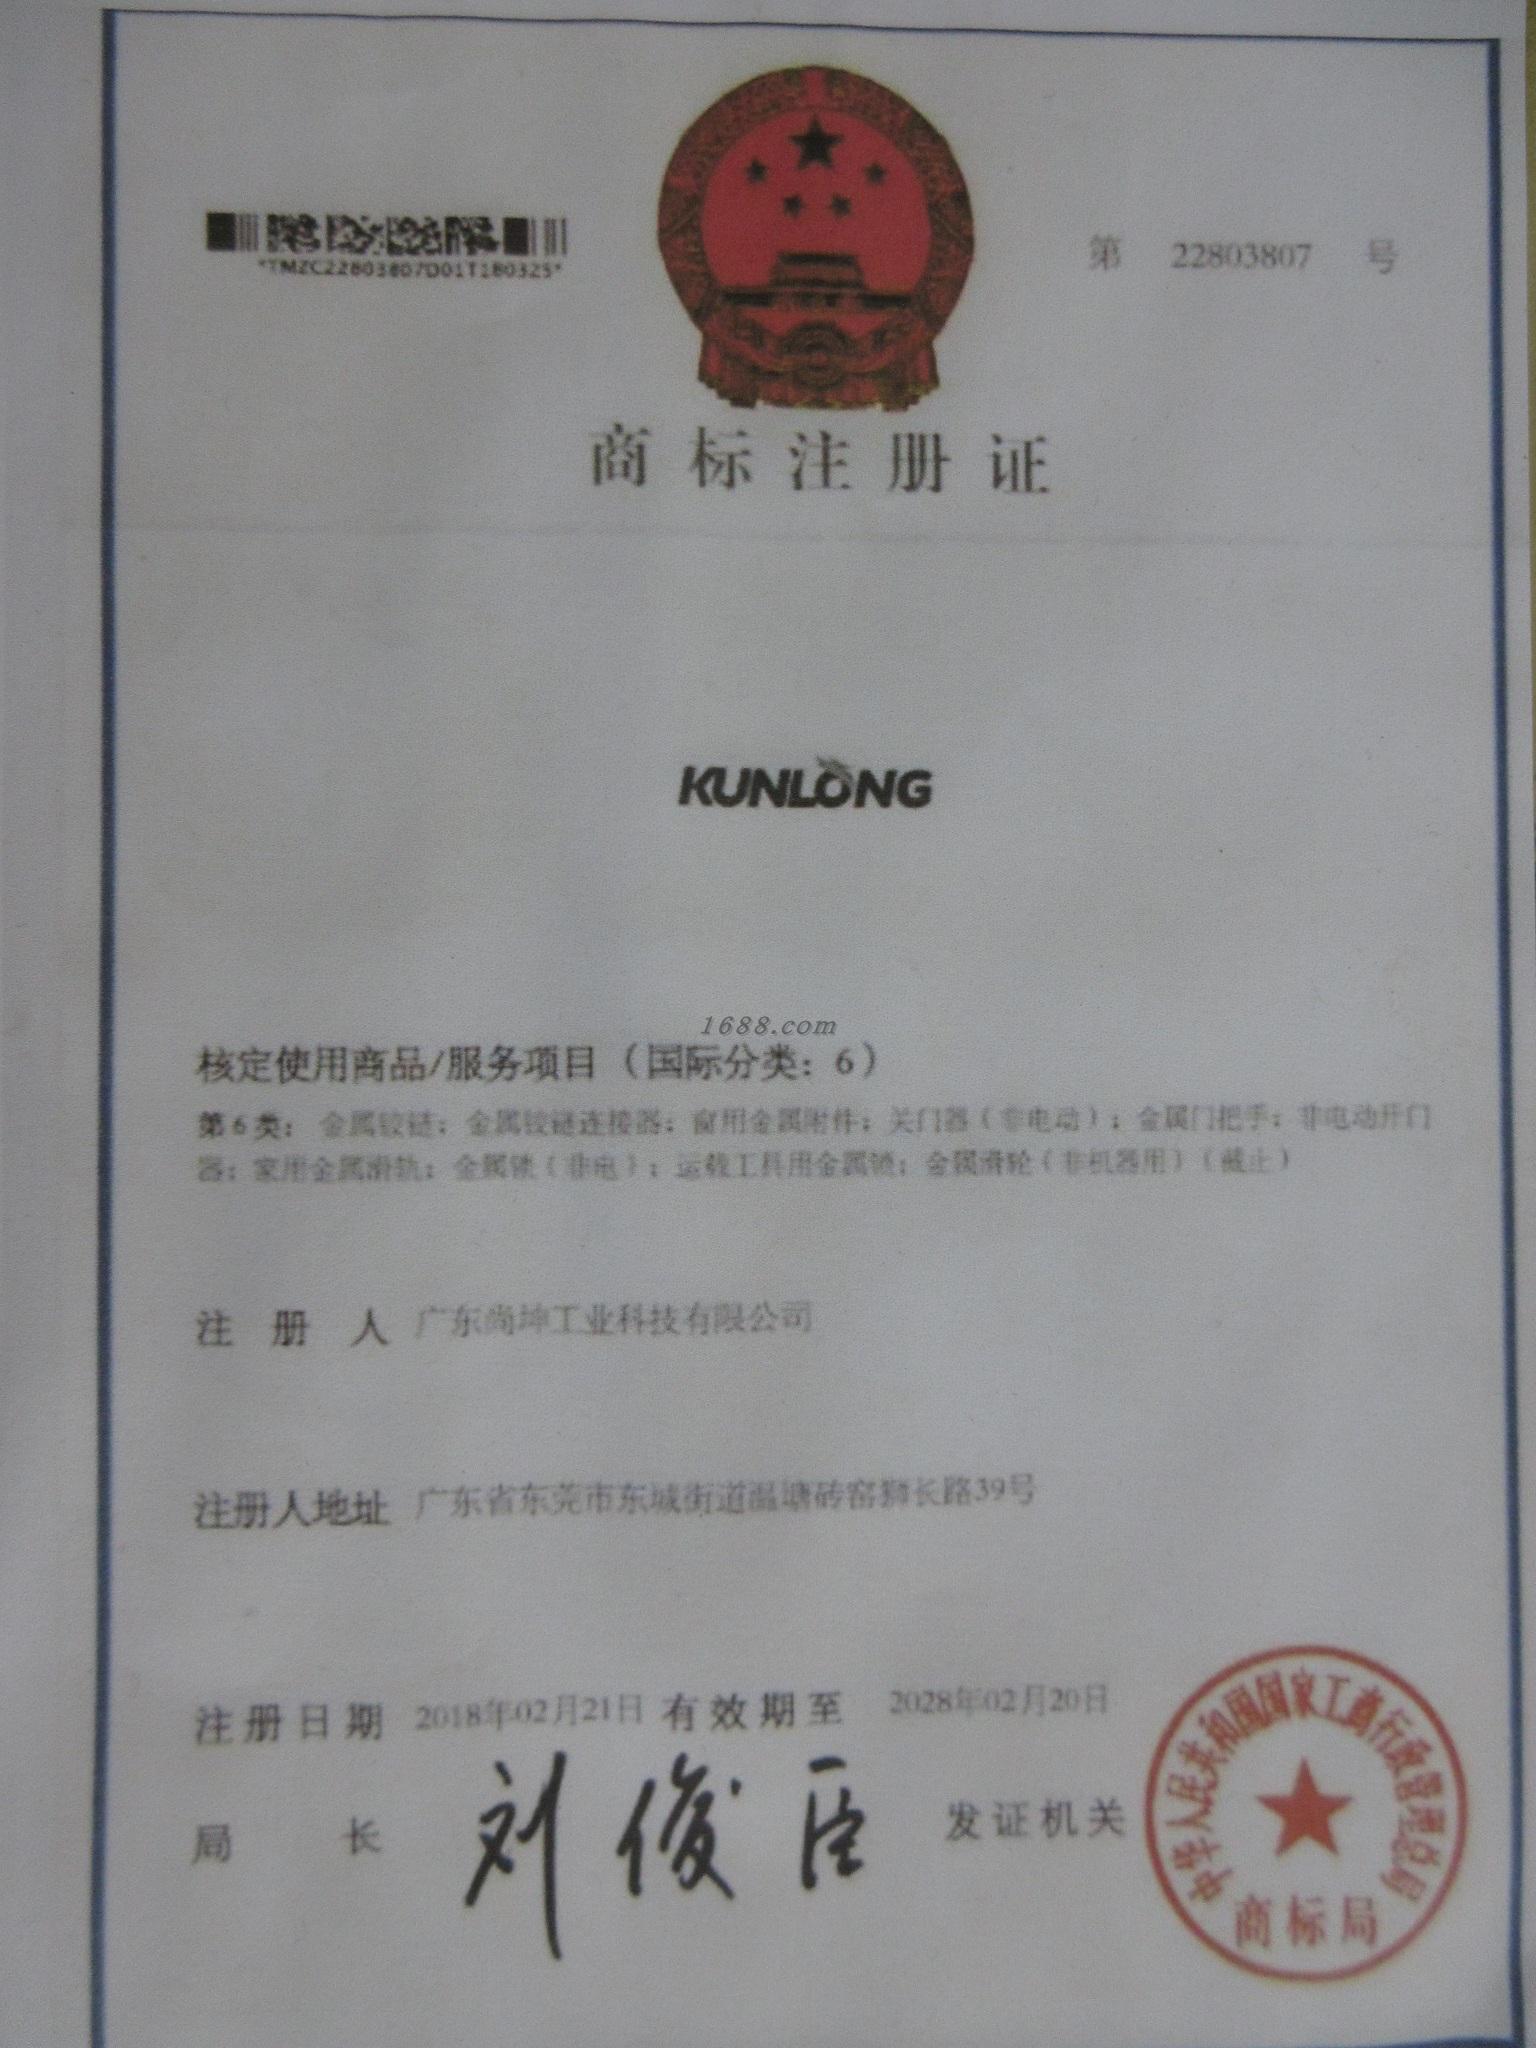 *TMZC22803807D01T180325*
第 22803807 号
商标注册证
KUNLONG
1688.com
核定使用商品/服务项目（国际分类：6）
第6类：金属铰链；金属铰链连接器；窗用金属附件；关门器（非电动）；金属门把手；非电动开门
器；家用金属滑轨；金属锁（非电）；运载工具用金属锁；金属滑轮（非机器用）（截止）
注册人 广东尚坤工业科技有限公司
注册人地址 广东省东莞市东城街道温塘砖窑狮长路39号
注册日期 2018年02月21日 有效期至 2028年02月20日
局长 刘俊臣 发证机关
中华人民共和国国家工商行政管理总局
商标局